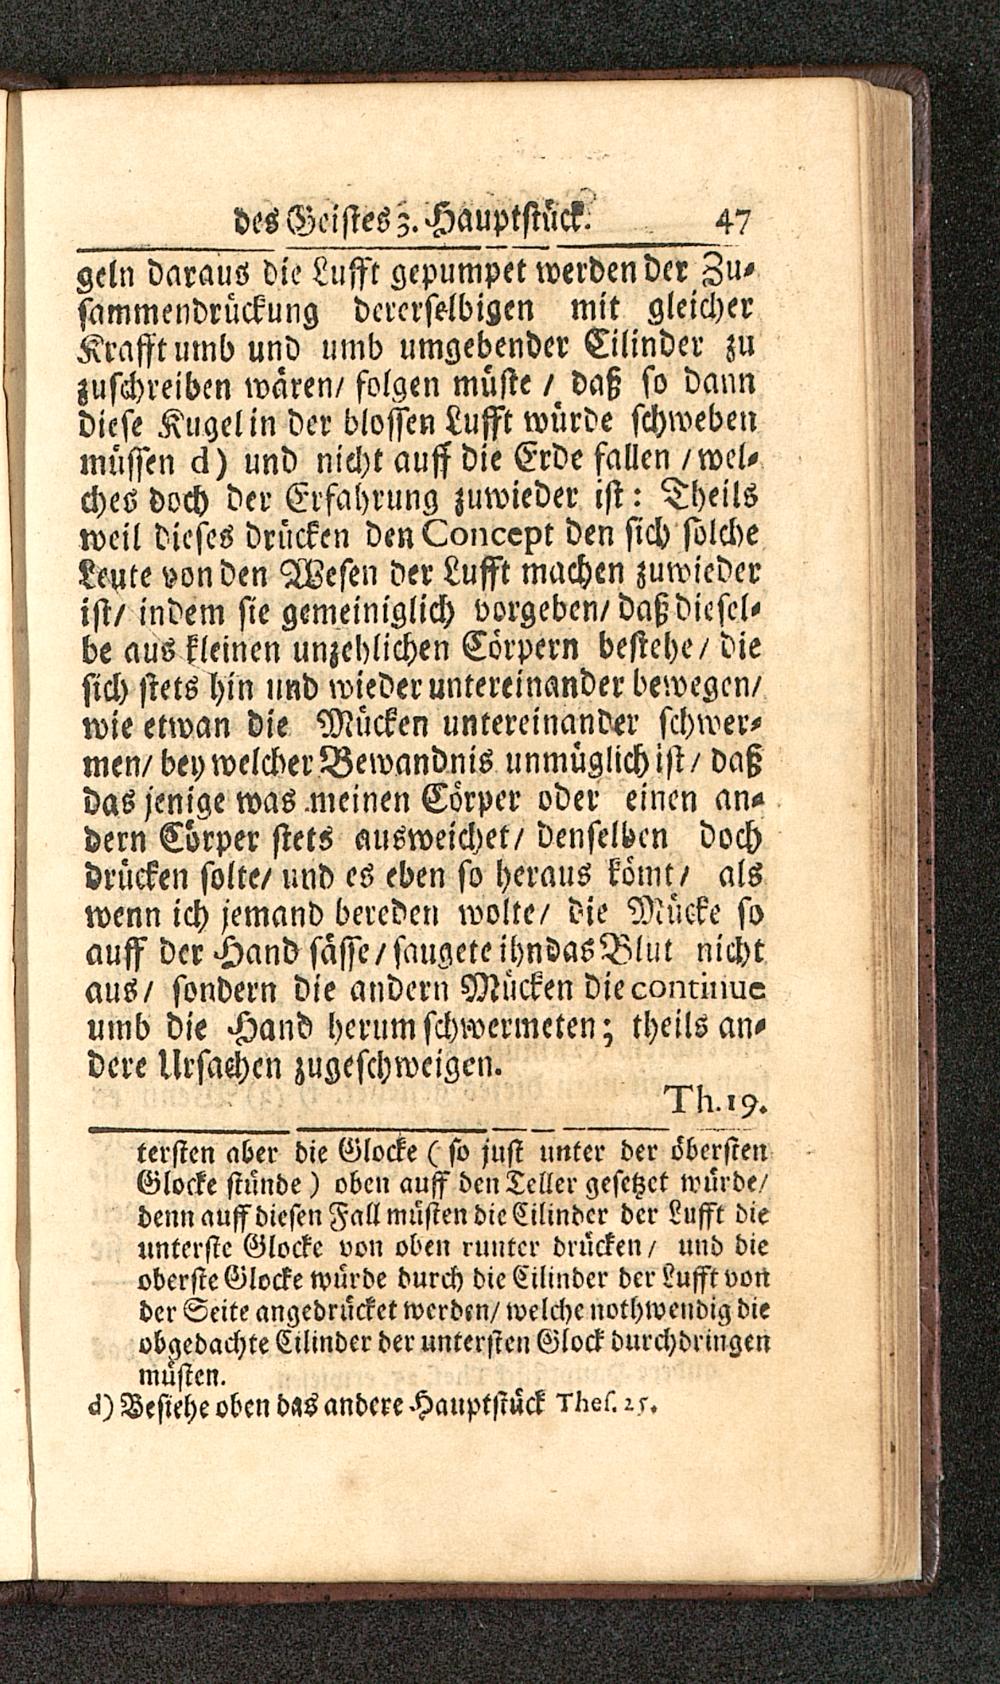 des Geistes 3. Hauptstück. 47
geln daraus die Lufft gepumpet werden der Zu-
sammendrückung dererselbigen mit gleicher
Krafft umb und umb umgebender Cilinder zu
zuschreiben wären/ folgen müste / daß so dann
diese Kugel in der blossen Lufft würde schweben
müssen d) und nicht auff die Erde fallen / wel-
ches doch der Erfahrung zuwieder ist: Theils
weil dieses drücken den Concept den sich solche
Leute von den Wesen der Lufft machen zuwieder
ist/ indem sie gemeiniglich vorgeben/ daß diesel-
be aus kleinen unzehlichen Cörpern bestehe/ die
sich stets hin und wieder untereinander bewegen/
wie etwan die Mücken untereinander schwer-
men/ bey welcher Bewandnis unmüglich ist/ daß
das jenige was meinen Cörper oder einen an-
dern Cörper stets ausweichet/ denselben doch
drücken solte/ und es eben so heraus kömt/ als
wenn ich jemand bereden wolte/ die Mücke so
auff der Hand sässe/ saugete ihn das Blut nicht
aus/ sondern die andern Mücken die continue
umb die Hand herum schwermeten; theils an-
dere Ursachen zugeschweigen.
Th. 19.
tersten aber die Glocke ( so just unter der öbersten
Glocke stünde ) oben auff den Teller gesetzet würde/
denn auff diesen Fall müsten die Cilinder der Lufft die
unterste Glocke von oben runter drücken/ und die
oberste Glocke würde durch die Cilinder der Lufft von
der Seite angedrücket werden/ welche nothwendig die
obgedachte Cilinder der untersten Glock durchdringen
müsten.
d) Besiehe oben das andere Hauptstück Thes. 25.